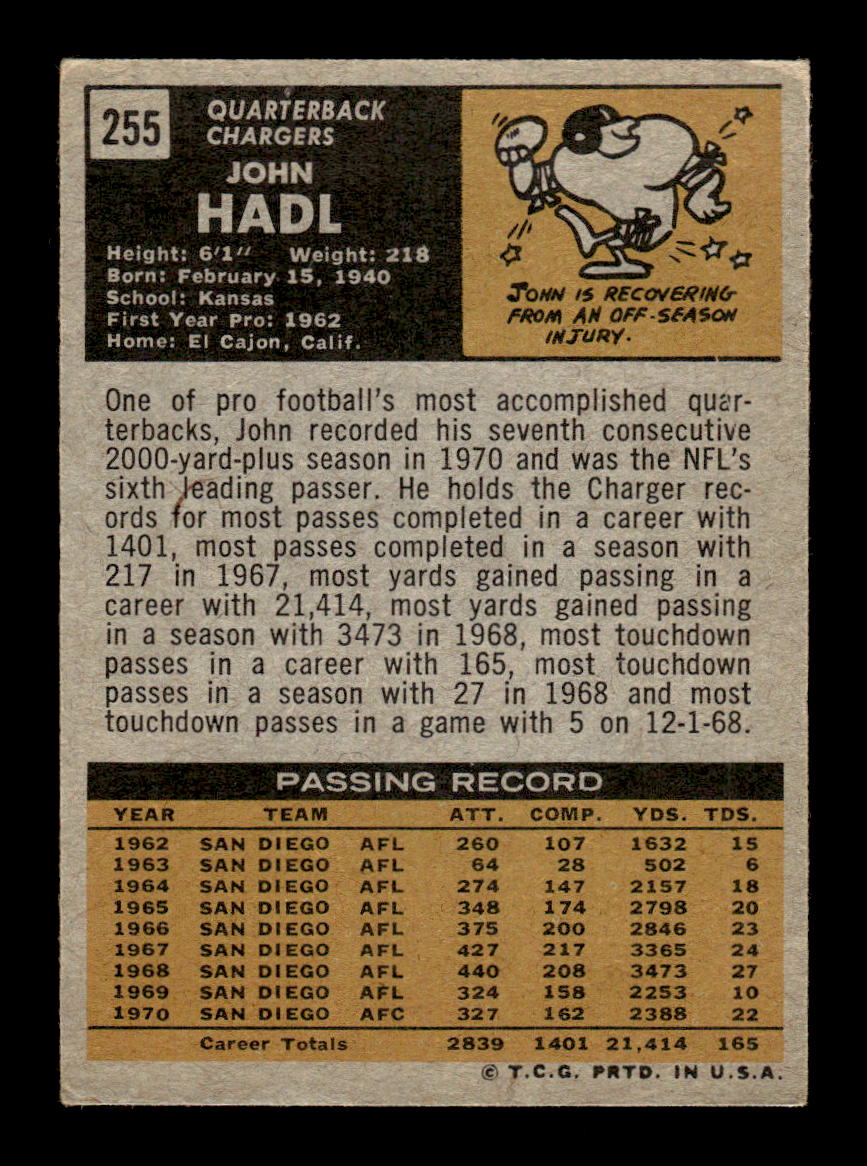 255
QUARTERBACK
CHARGERS
JOHN
HADL
Height: 6'1" Weight: 218
Born: February 15, 1940
School: Kansas
First Year Pro: 1962
Home: El Cajon, Calif.
JOHN IS RECOVERING
FROM AN OFF-SEASON
INJURY.
One of pro football's most accomplished quar-
terbacks, John recorded his seventh consecutive
2000-yard-plus season in 1970 and was the NFL's
sixth leading passer. He holds the Charger rec-
ords for most passes completed in a career with
1401, most passes completed in a season with
217 in 1967, most yards gained passing in a
career with 21,414, most yards gained passing
in a season with 3473 in 1968, most touchdown
passes in a career with 165, most touchdown
passes in a season with 27 in 1968 and most
touchdown passes in a game with 5 on 12-1-68.
PASSING RECORD
YEAR TEAM ATT. COMP. YDS. TDS.
1962 SAN DIEGO AFL 260 107 1632 15
1963 SAN DIEGO AFL 64 28 502 6
1964 SAN DIEGO AFL 274 147 2157 18
1965 SAN DIEGO AFL 348 174 2798 20
1966 SAN DIEGO AFL 375 200 2846 23
1967 SAN DIEGO AFL 427 217 3365 24
1968 SAN DIEGO AFL 440 208 3473 27
1969 SAN DIEGO AFL 324 158 2253 10
1970 SAN DIEGO AFC 327 162 2388 22
Career Totals 2839 1401 21,414 165
© T.C.G. PRTD. IN U.S.A.